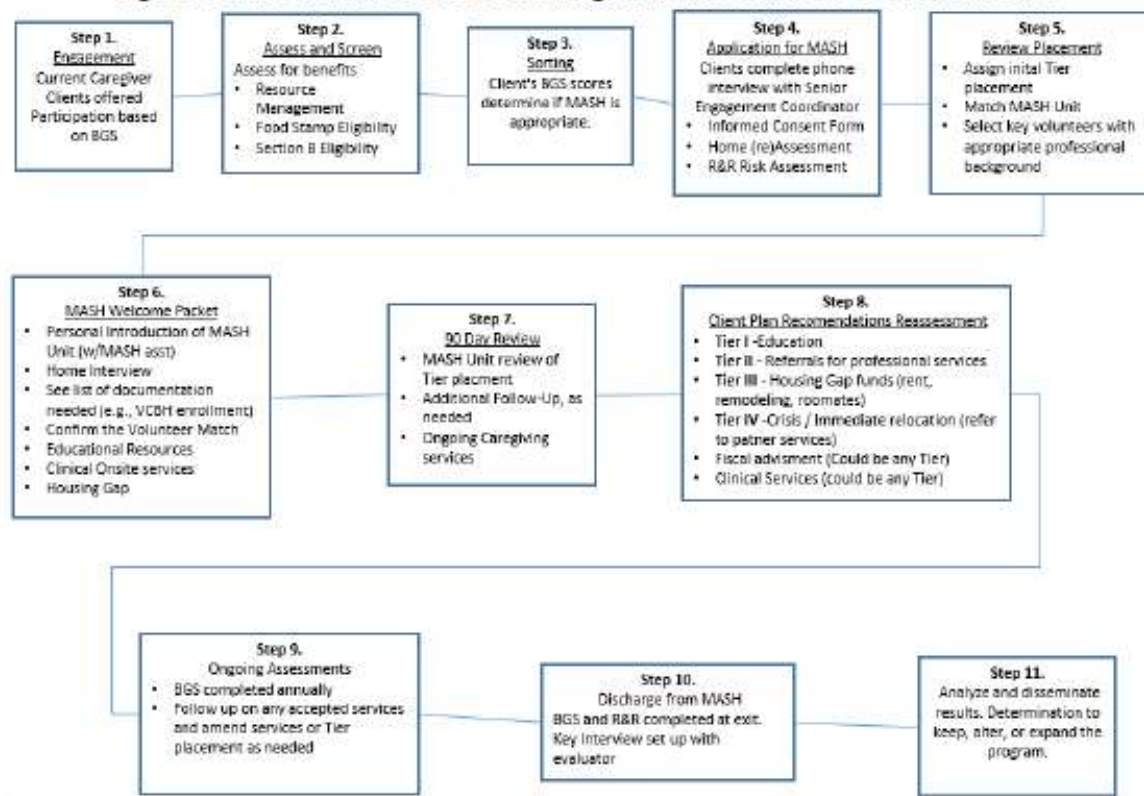 Step 1.
Engagement
Current Caregiver
Clients offered
Participation based
on BGS
Step 2.
Assess and Screen
Assess for benefits
• Resource
Management
• Food Stamp Eligibility
• Section B Eligibility
Step 3.
Sorting
Client's BGS scores
determine if MASH is
appropriate.
Step 4.
Application for MASH
Clients complete phone
interview with Senior
Engagement Coordinator
• Informed Consent Form
• Home (re)Assessment
• R&R Risk Assessment
Step 5.
Review Placement
• Assign inital Tier
placement
• Match MASH Unit
• Select key volunteers with
appropriate professional
background
Step 6.
MASH Welcome Packet
• Personal Introduction of MASH
Unit (w/MASH asst)
• Home Interview
• See list of documentation
needed (e.g., VCBH enrollment)
• Confirm the Volunteer Match
• Educational Resources
• Clinical Onsite services
• Housing Gap
Step 7.
90 Day Review
• MASH Unit review of
Tier placment
• Additional Follow-Up, as
needed
• Ongoing Caregiving
services
Step 8.
Client Plan Recomendations Reassessment
• Tier I -Education
• Tier II - Referrals for professional services
• Tier III - Housing Gap funds (rent,
remodeling, roomates)
• Tier IV -Crisis / Immediate relocation (refer
to patner services)
• Fiscal advisment (Could be any Tier)
• Clinical Services (could be any Tier)
Step 9.
Ongoing Assessments
• BGS completed annually
• Follow up on any accepted services
and amend services or Tier
placement as needed
Step 10.
Discharge from MASH
BGS and R&R completed at exit.
Key Interview set up with
evaluator
Step 11.
Analyze and disseminate
results. Determination to
keep, alter, or expand the
program.